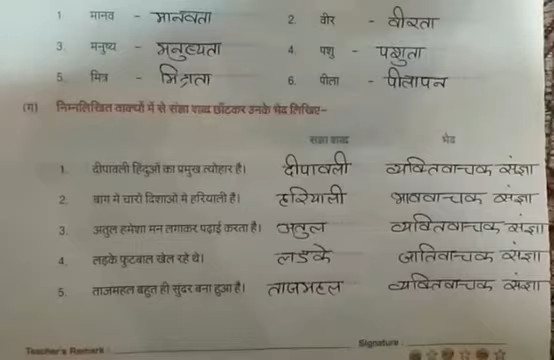 1 मानव - मानवता 2. वीर - वीरता
3. मनुष्य - मनुष्यता 4. पशु - पशुता
5. मित्र - मित्रता 6. पीला - पीलापन
(ग) निम्नलिखित वाक्यों में से संज्ञा शब्द छाँटकर उनके भेद लिखिए-
संज्ञा शब्द भेद
1. दीपावली हिंदुओं का प्रमुख त्योहार है। दीपावली व्यक्तिवाचक संज्ञा
2. बाग में चारो दिशाओं मे हरियाली है। हरियाली भाववाचक संज्ञा
3. अतुल हमेशा मन लगाकर पढ़ाई करता है। अतुल व्यक्तिवाचक संज्ञा
4. लड़के फुटबाल खेल रहे थे। लडके जातिवाचक संज्ञा
5. ताजमहल बहुत ही सुंदर बना हुआ है। ताजमहल व्यक्तिवाचक संज्ञा
Teacher's Remark : Signature :